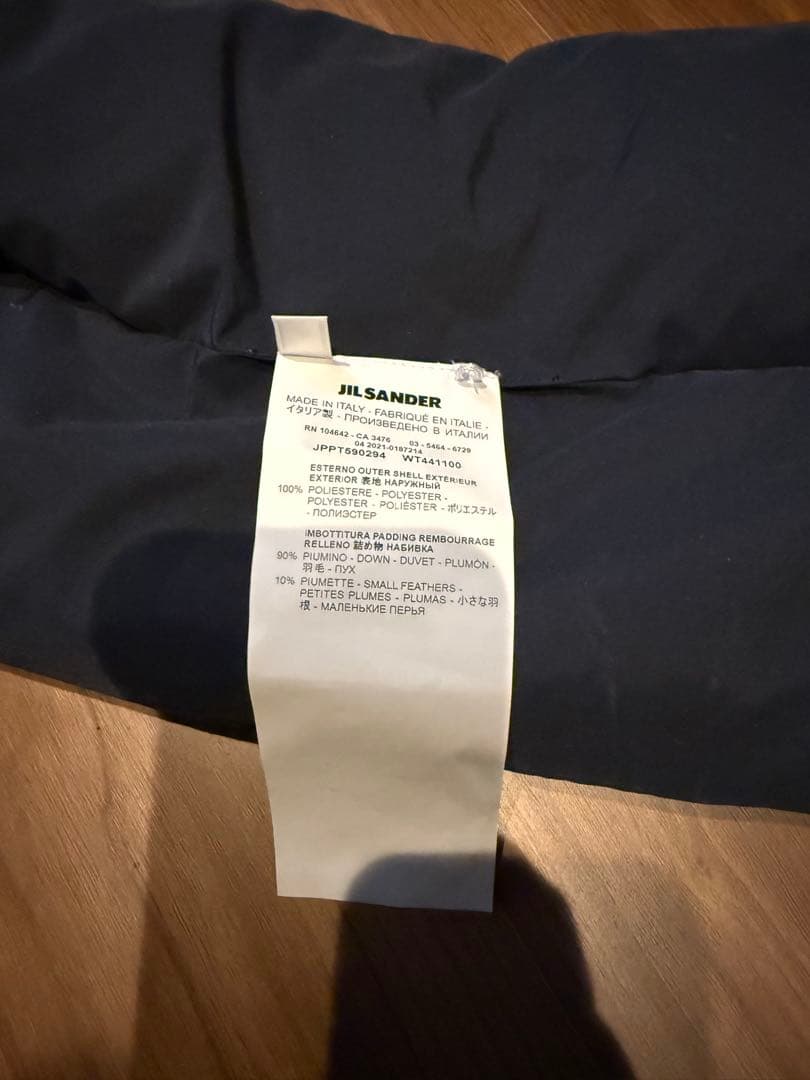 JIL SANDER
MADE IN ITALY - FABRIQUÉ EN ITALIE -
イタリア製 - ПРОИЗВЕДЕНО В ИТАЛИИ
RN 104642 - CA 3476 03 - 5464 - 6729
04 2021-0187214
JPPT590294 WT441100
ESTERNO OUTER SHELL EXTÉRIEUR
EXTERIOR 表地 НАРУЖНЫЙ
100% POLIESTERE - POLYESTER -
POLYESTER - POLIÉSTER - ポリエステル
- ПОЛИЭСТЕР
IMBOTTITURA PADDING REMBOURRAGE
RELLENO 詰め物 НАБИВКА
90% PIUMINO - DOWN - DUVET - PLUMÓN -
羽毛 - ПУХ
10% PIUMETTE - SMALL FEATHERS -
PETITES PLUMES - PLUMAS - 小さな羽
根 - МАЛЕНЬКИЕ ПЕРЬЯ